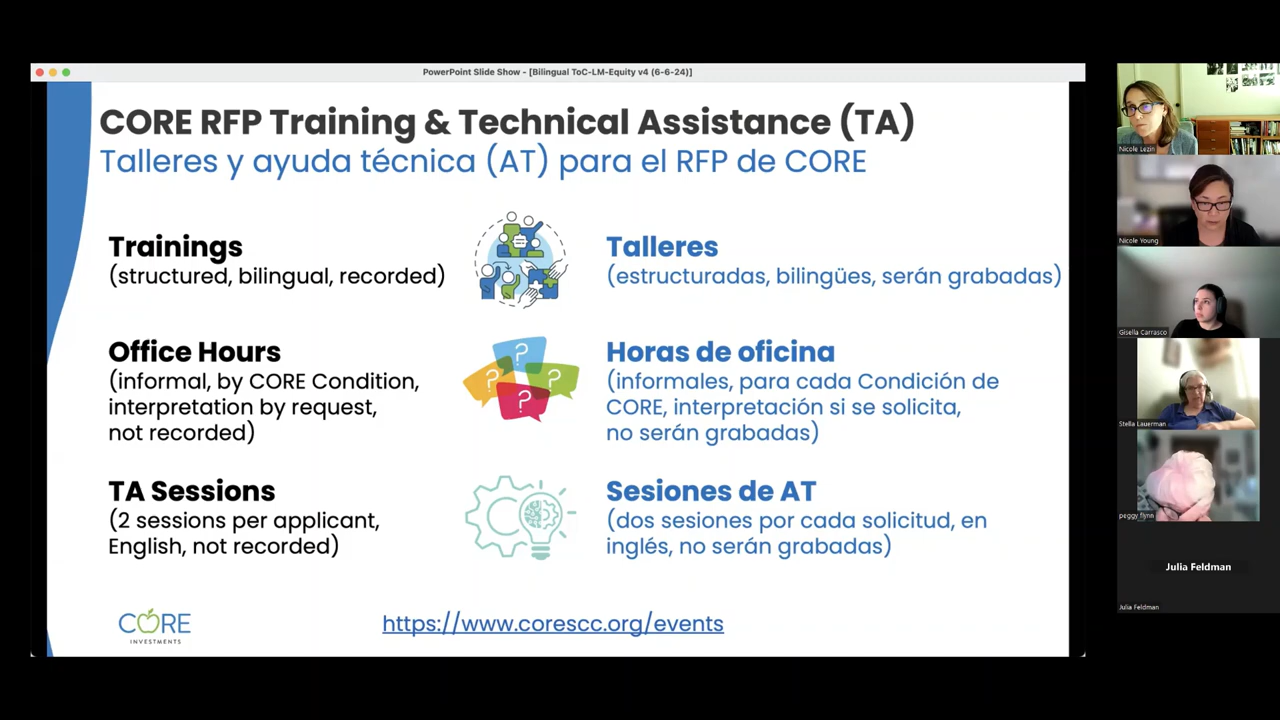 PowerPoint Slide Show - [Bilingual ToC-LM-Equity v4 (6-6-24)]
CORE RFP Training & Technical Assistance (TA)
Talleres y ayuda técnica (AT) para el RFP de CORE
Trainings
(structured, bilingual, recorded)
Talleres
(estructuradas, bilingües, serán grabadas)
Office Hours
(informal, by CORE Condition,
interpretation by request,
not recorded)
? ? ? ?
Horas de oficina
(informales, para cada Condición de
CORE, interpretación si se solicita,
no serán grabadas)
TA Sessions
(2 sessions per applicant,
English, not recorded)
Sesiones de AT
(dos sesiones por cada solicitud, en
inglés, no serán grabadas)
CORE
INVESTMENTS
https://www.corescc.org/events
Nicole Lezin
Nicole Young
Gisella Carrasco
Stella Lauerman
peggy flynn
Julia Feldman
Julia Feldman